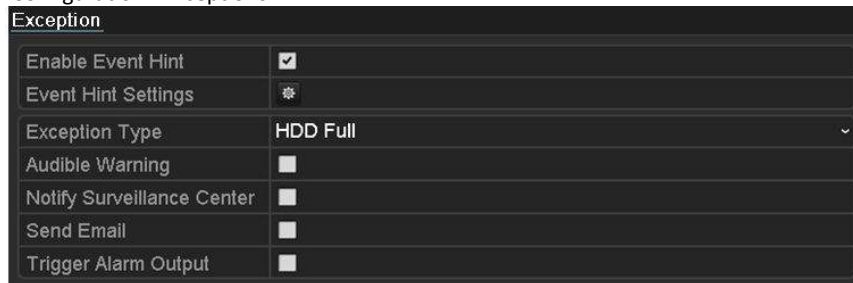 Exception
Enable Event Hint
Event Hint Settings
Exception Type HDD Full
Audible Warning
Notify Surveillance Center
Send Email
Trigger Alarm Output